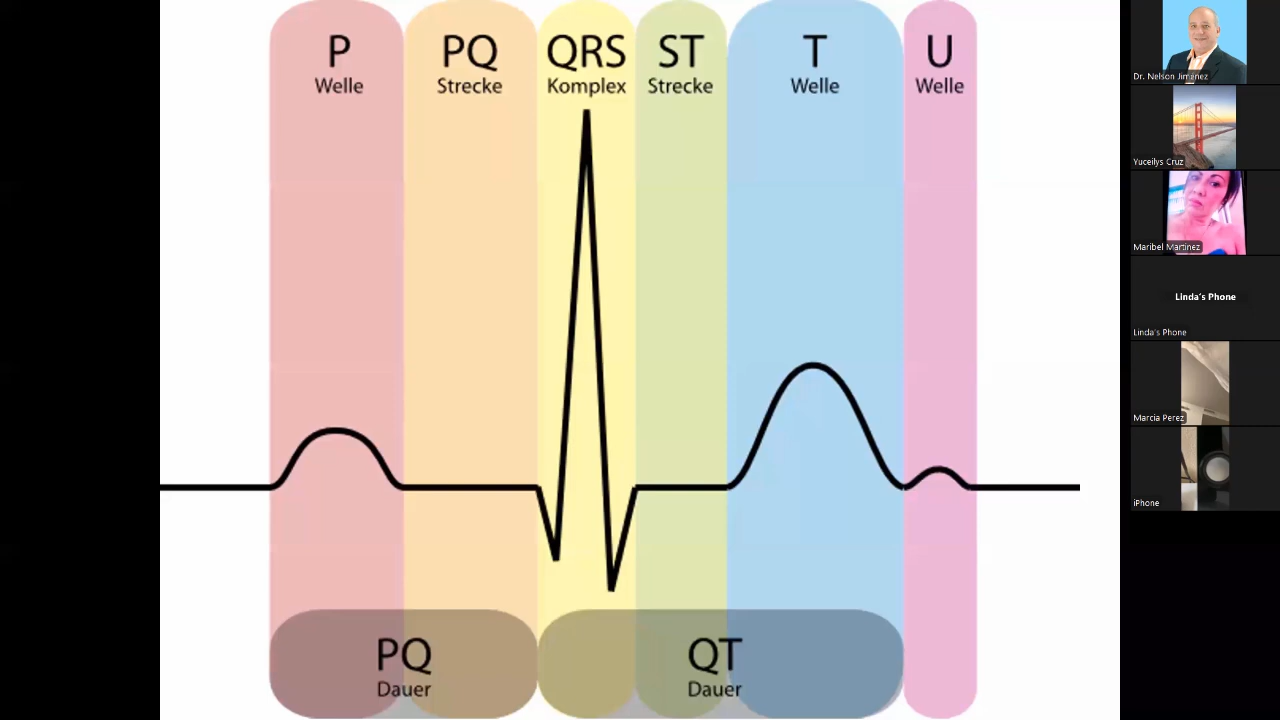 P
Welle
PQ
Strecke
QRS
Komplex
ST
Strecke
T
Welle
U
Welle
PQ
Dauer
QT
Dauer
Dr. Nelson Jimenez
Yuceilys Cruz
Maribel Martinez
Linda's Phone
Linda's Phone
Marcia Perez
iPhone